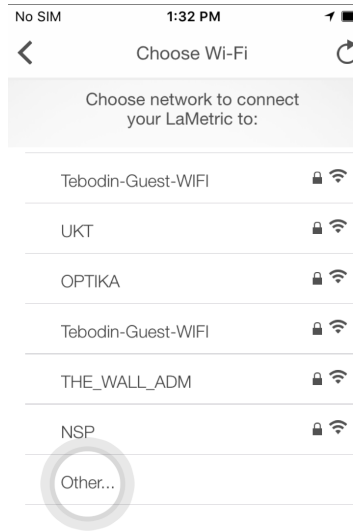 No SIM 1:32 PM
Choose Wi-Fi
Choose network to connect
your LaMetric to:
Tebodin-Guest-WIFI
UKT
OPTIKA
Tebodin-Guest-WIFI
THE_WALL_ADM
NSP
Other...